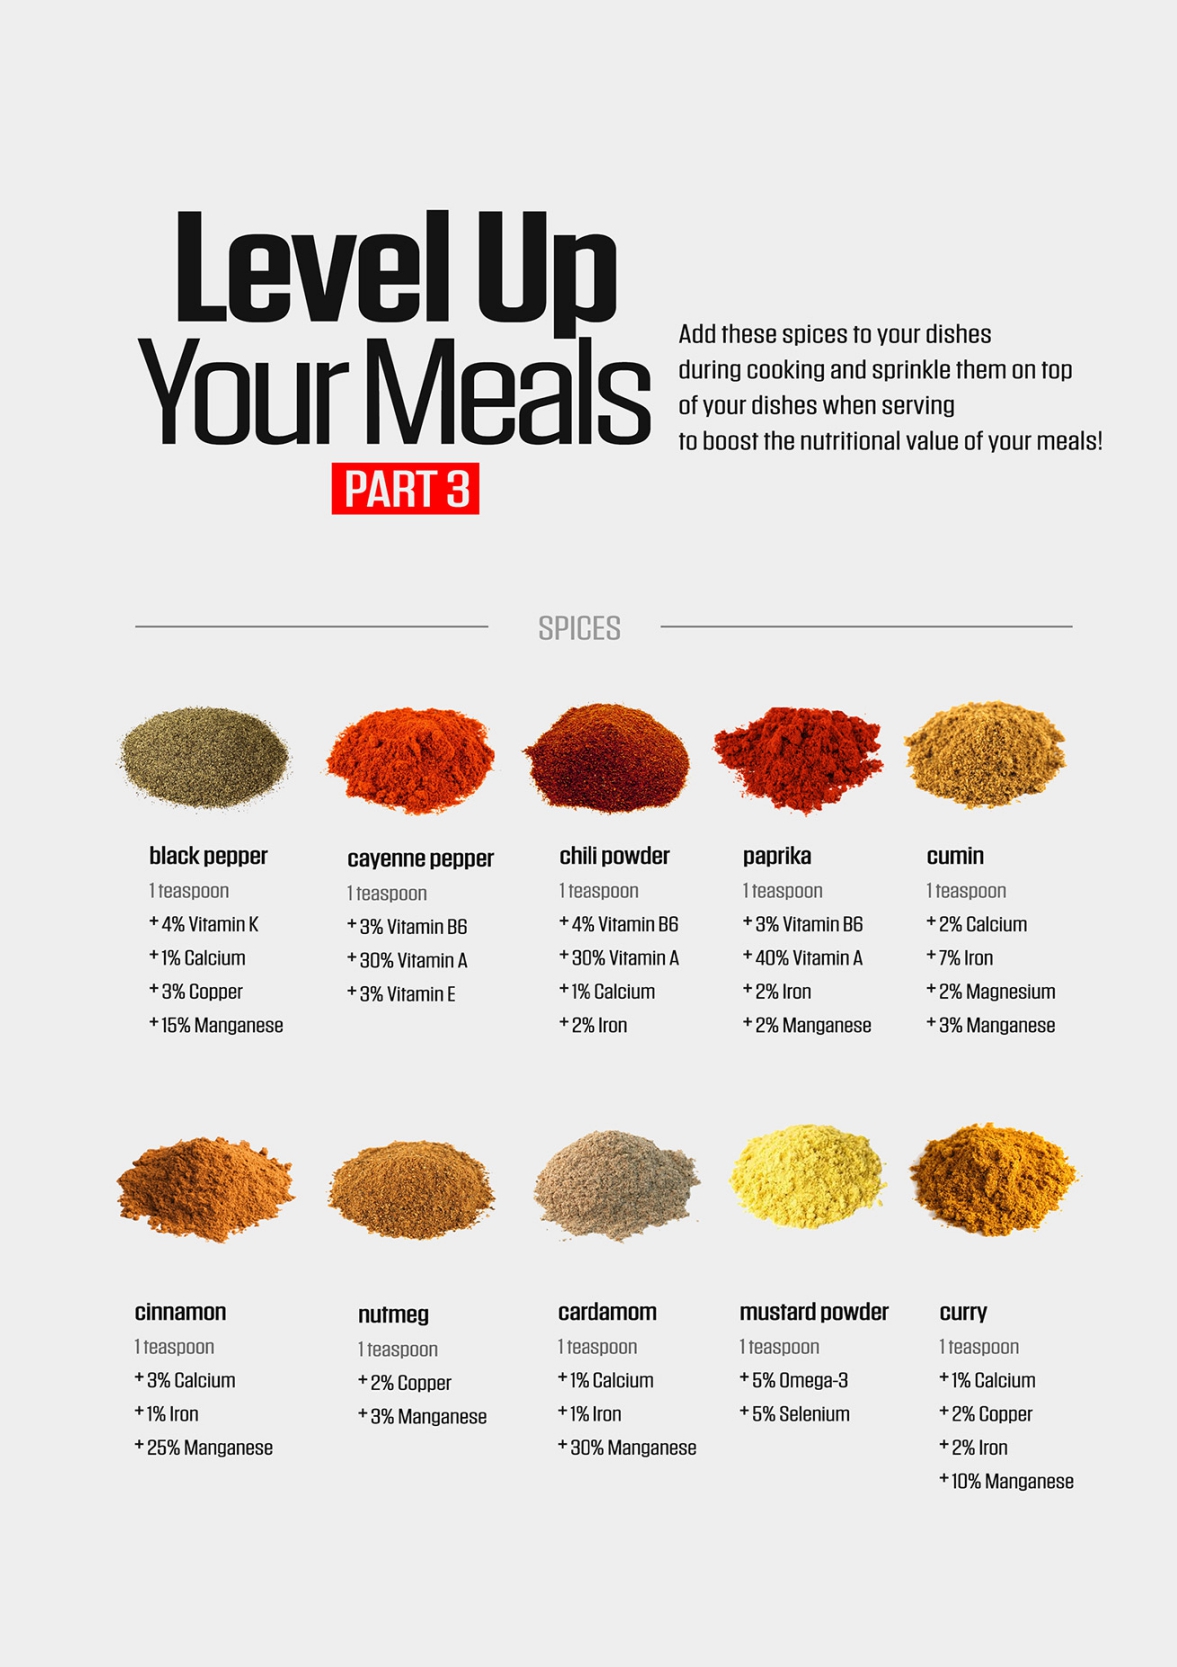 Level Up
Your Meals
PART 3
Add these spices to your dishes
during cooking and sprinkle them on top
of your dishes when serving
to boost the nutritional value of your meals!
SPICES
black pepper
1 teaspoon
+ 4% Vitamin K
+ 1% Calcium
+ 3% Copper
+ 15% Manganese
cayenne pepper
1 teaspoon
+ 3% Vitamin B6
+ 30% Vitamin A
+ 3% Vitamin E
chili powder
1 teaspoon
+ 4% Vitamin B6
+ 30% Vitamin A
+ 1% Calcium
+ 2% Iron
paprika
1 teaspoon
+ 3% Vitamin B6
+ 40% Vitamin A
+ 2% Iron
+ 2% Manganese
cumin
1 teaspoon
+ 2% Calcium
+ 7% Iron
+ 2% Magnesium
+ 3% Manganese
cinnamon
1 teaspoon
+ 3% Calcium
+ 1% Iron
+ 25% Manganese
nutmeg
1 teaspoon
+ 2% Copper
+ 3% Manganese
cardamom
1 teaspoon
+ 1% Calcium
+ 1% Iron
+ 30% Manganese
mustard powder
1 teaspoon
+ 5% Omega-3
+ 5% Selenium
curry
1 teaspoon
+ 1% Calcium
+ 2% Copper
+ 2% Iron
+ 10% Manganese